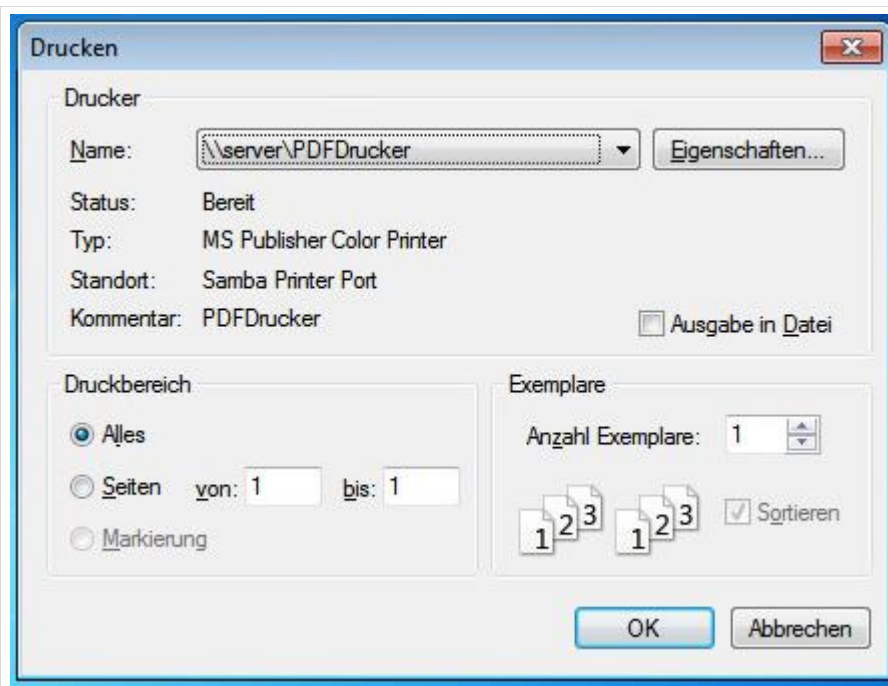 Drucken
Drucker
Name: \\server\PDFDrucker Eigenschaften...
Status: Bereit
Typ: MS Publisher Color Printer
Standort: Samba Printer Port
Kommentar: PDFDrucker Ausgabe in Datei
Druckbereich
Alles
Seiten von: 1 bis: 1
Markierung
Exemplare
Anzahl Exemplare: 1
1 2 3 1 2 3 Sortieren
OK Abbrechen